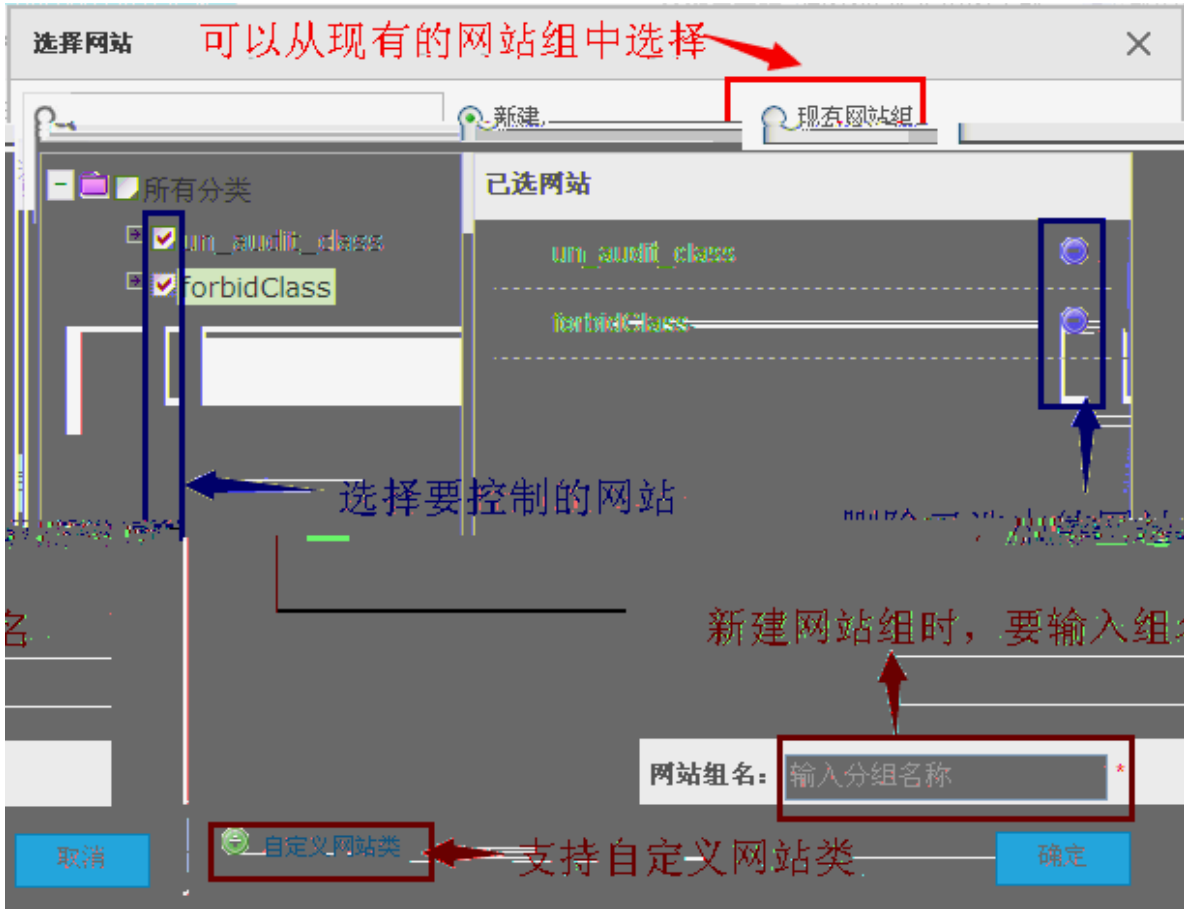 选择网站
可以从现有的网站组中选择
新建
现有网站组
所有分类
已选网站
un_audit_class
un_audit_class
forbidClass
forbidClass
选择要控制的网站
名
新建网站组时，要输入组
网站组名：
输入分组名称
*
取消
自定义网站类
支持自定义网站类
确定